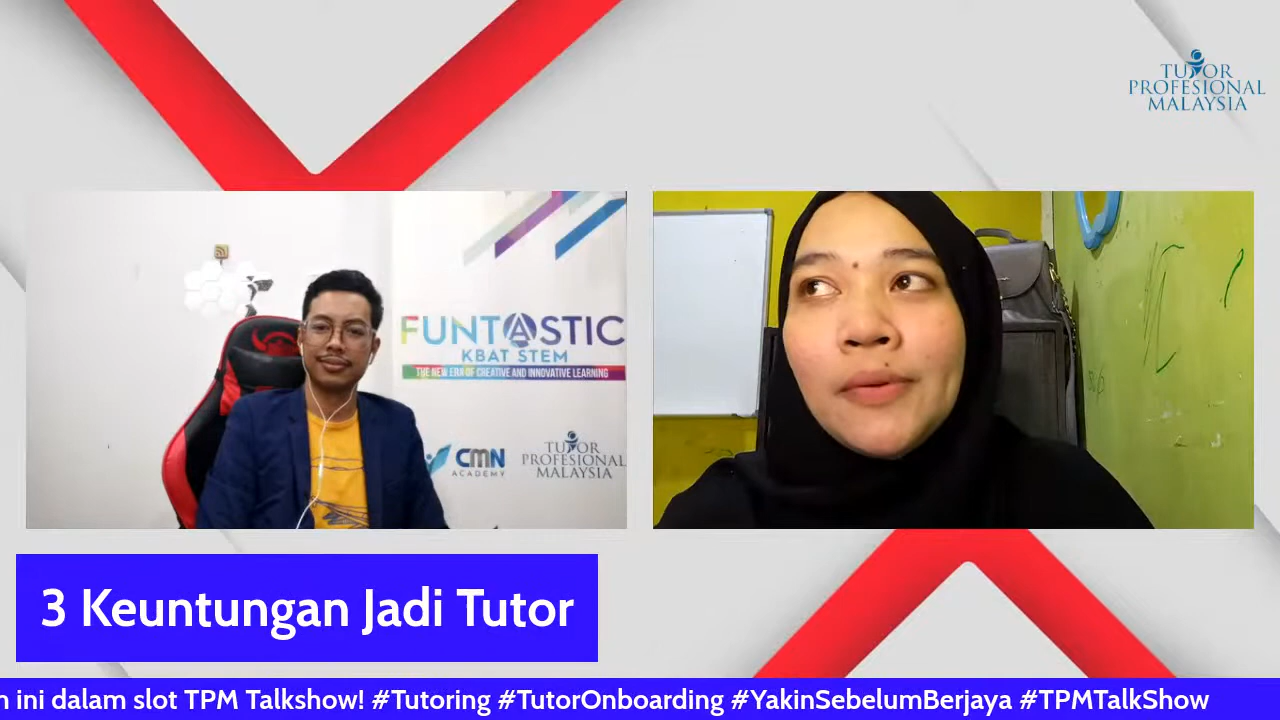 TUTOR
PROFESIONAL
MALAYSIA
FUNTASTIC
KBAT STEM
THE NEW ERA OF CREATIVE AND INNOVATIVE LEARNING
CMN
ACADEMY
TUTOR
PROFESIONAL
MALAYSIA
3 Keuntungan Jadi Tutor
ini dalam slot TPM Talkshow! #Tutoring #TutorOnboarding #YakinSebelumBerjaya #TPMTalkShow